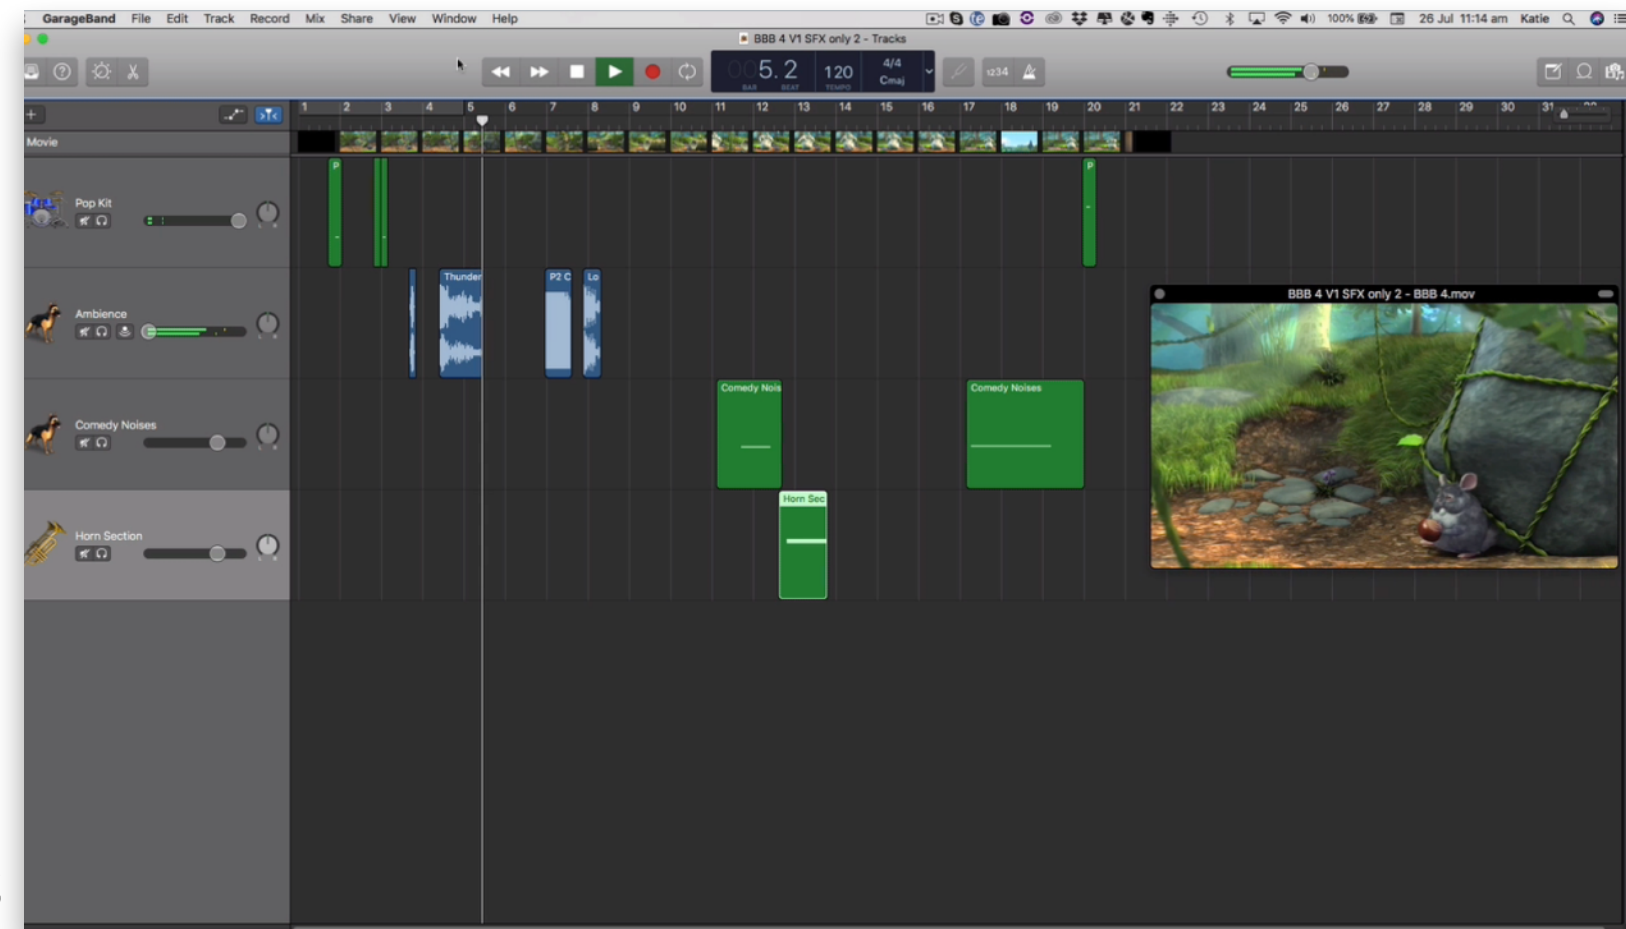 GarageBand File Edit Track Record Mix Share View Window Help 100% 26 Jul 11:14 am Katie
BBB 4 V1 SFX only 2 - Tracks
005.2 120 4/4 Cmaj
BAR BEAT TEMPO
1234
1 2 3 4 5 6 7 8 9 10 11 12 13 14 15 16 17 18 19 20 21 22 23 24 25 26 27 28 29 30 31
Movie
P P
Pop Kit
L R
Thunder P2 C Lo
BBB 4 V1 SFX only 2 - BBB 4.mov
Ambience
L R
Comedy Nois Comedy Noises
Comedy Noises
L R
Horn Sec
Horn Section
L R